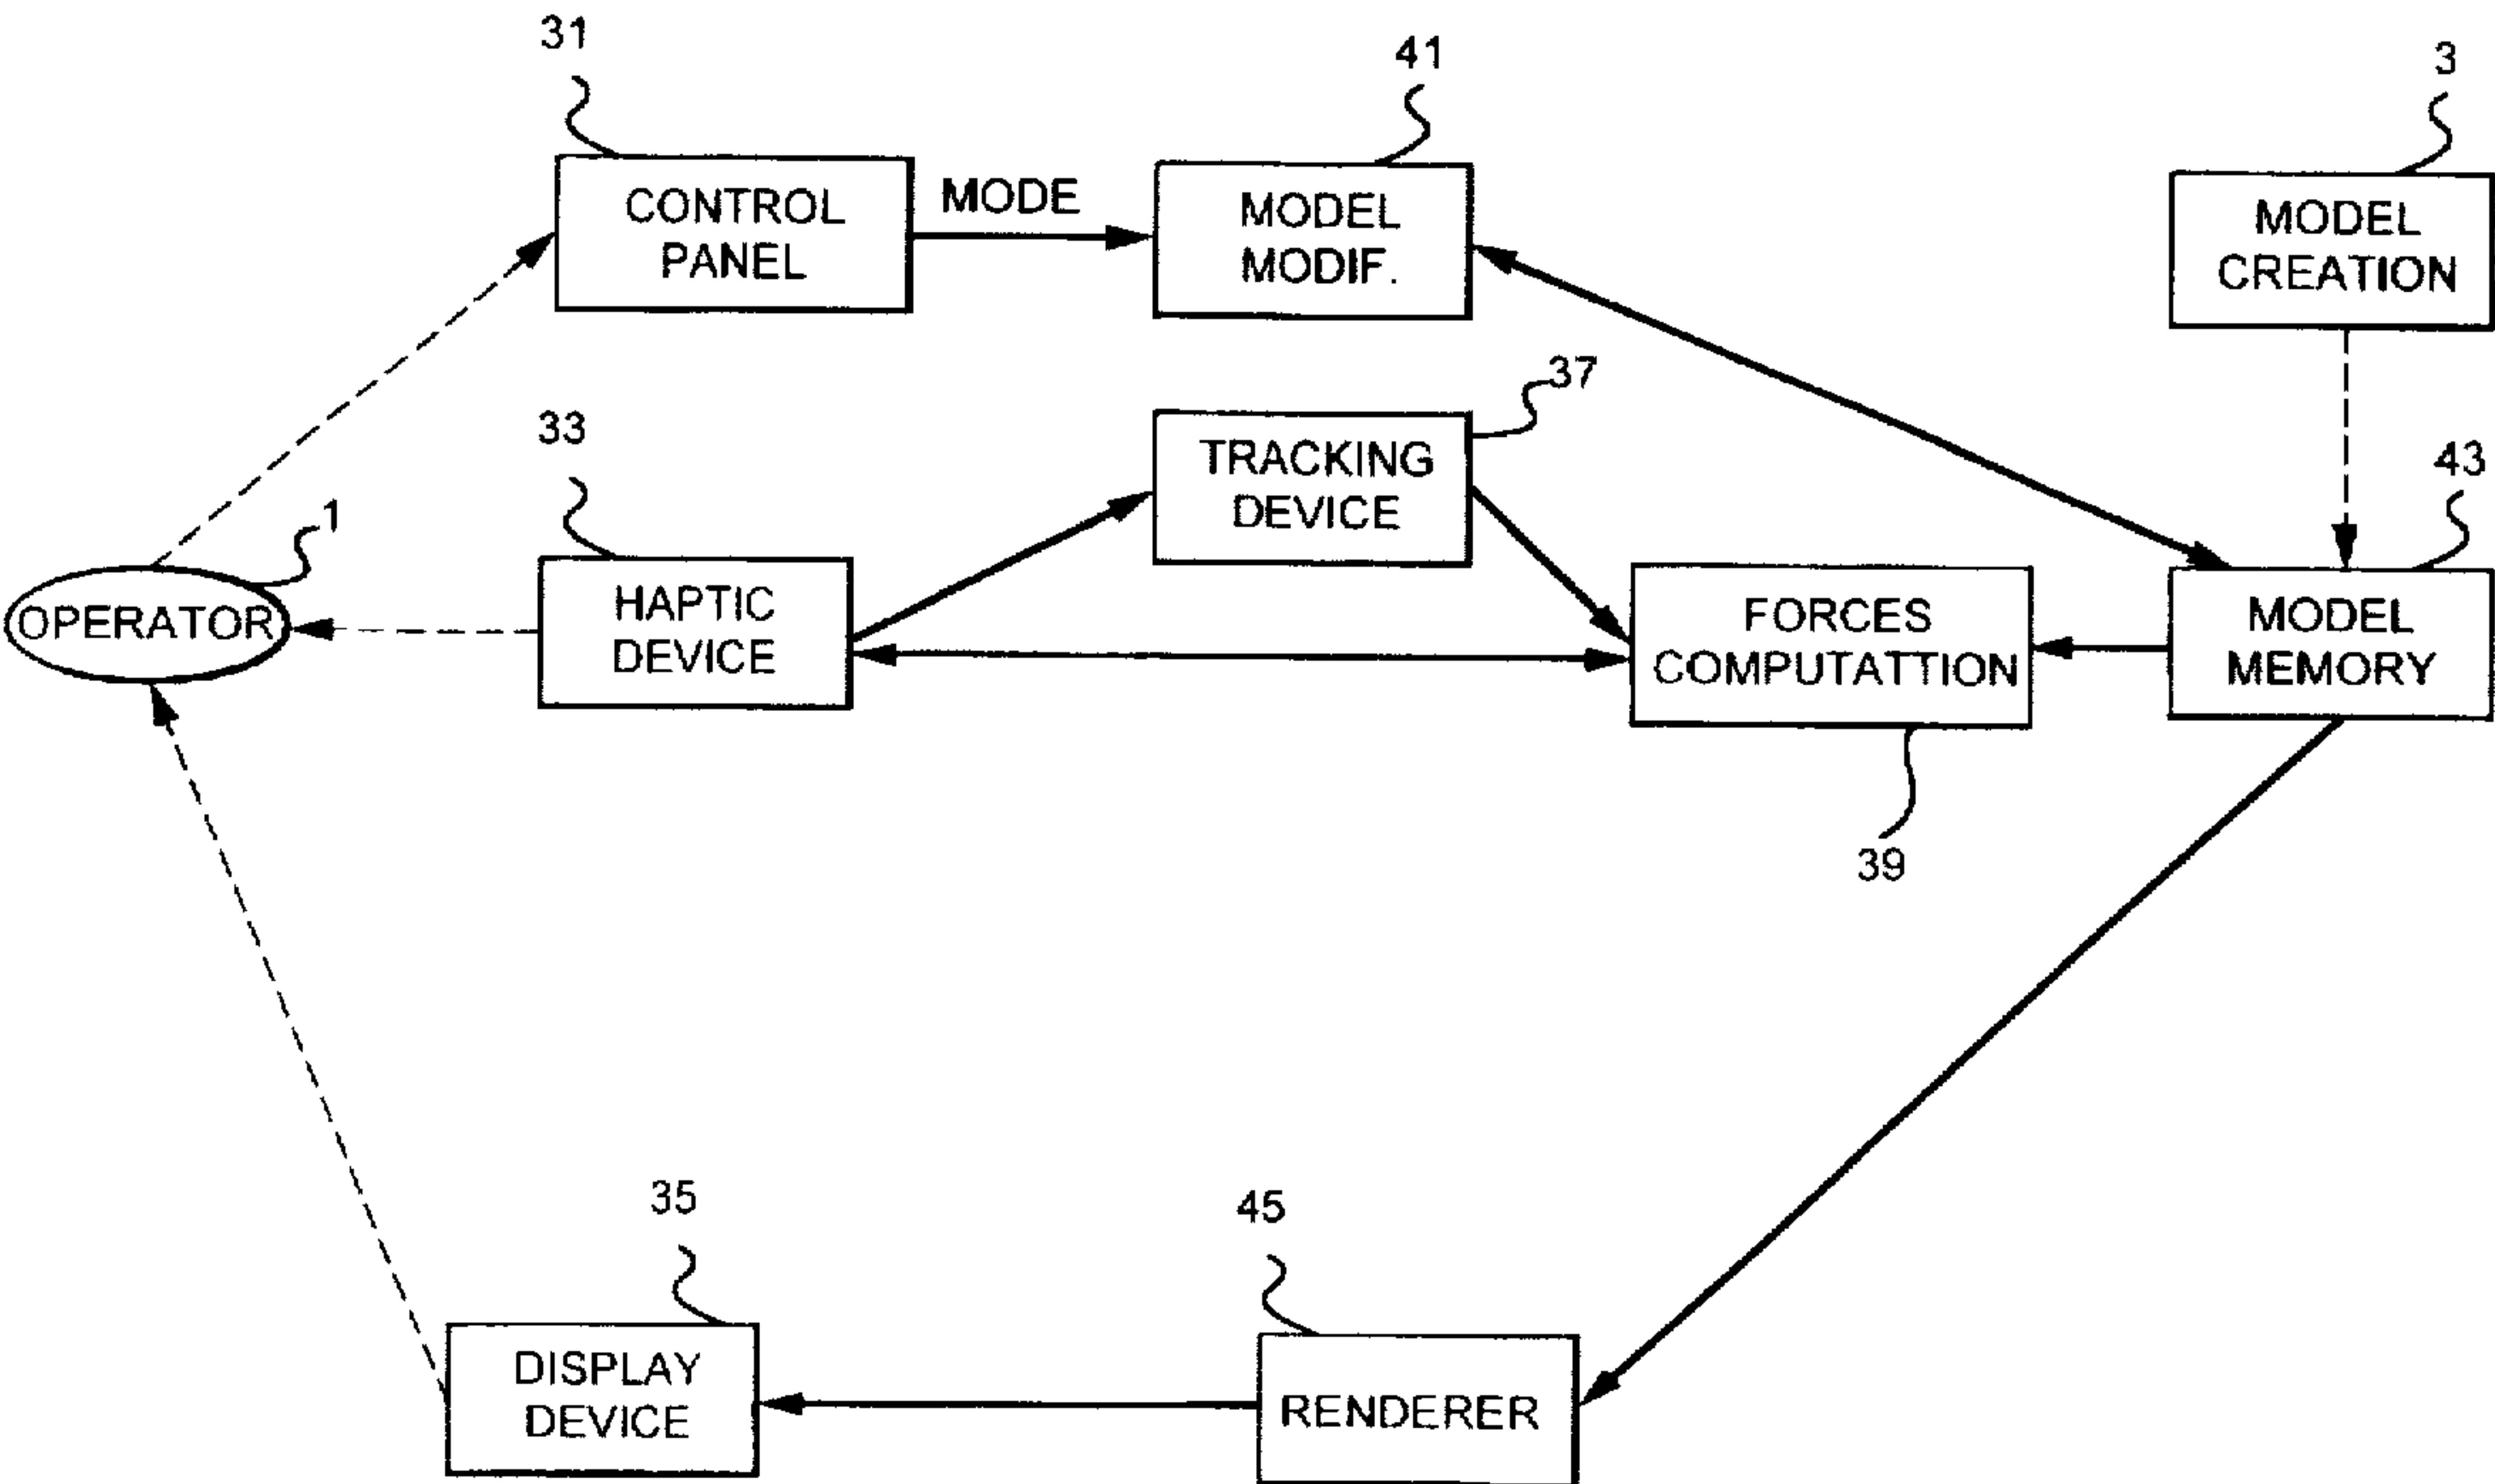 31
41
3
CONTROL
PANEL
MODE
MODEL
MODIF.
MODEL
CREATION
33
37
43
1
TRACKING
DEVICE
OPERATOR
HAPTIC
DEVICE
FORCES
COMPUTATTION
MODEL
MEMORY
39
35
45
DISPLAY
DEVICE
RENDERER